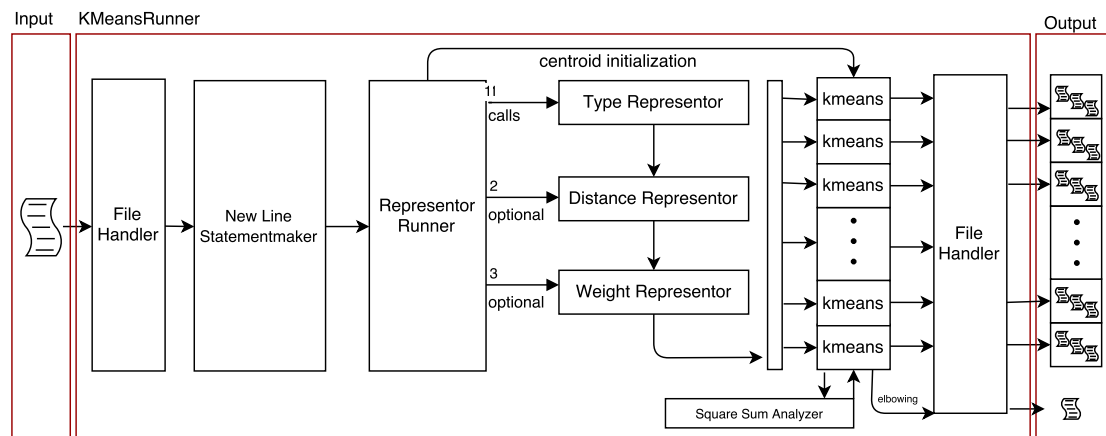 Input
KMeansRunner
Output
centroid initialization
File
Handler
New Line
Statementmaker
Representor
Runner
11
calls
2
optional
3
optional
Type Representor
Distance Representor
Weight Representor
kmeans
kmeans
kmeans
kmeans
kmeans
Square Sum Analyzer
elbowing
File
Handler